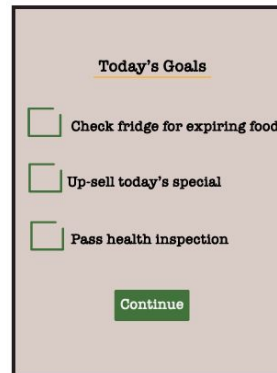 Today's Goals
Check fridge for expiring food
Up-sell today's special
Pass health inspection
Continue